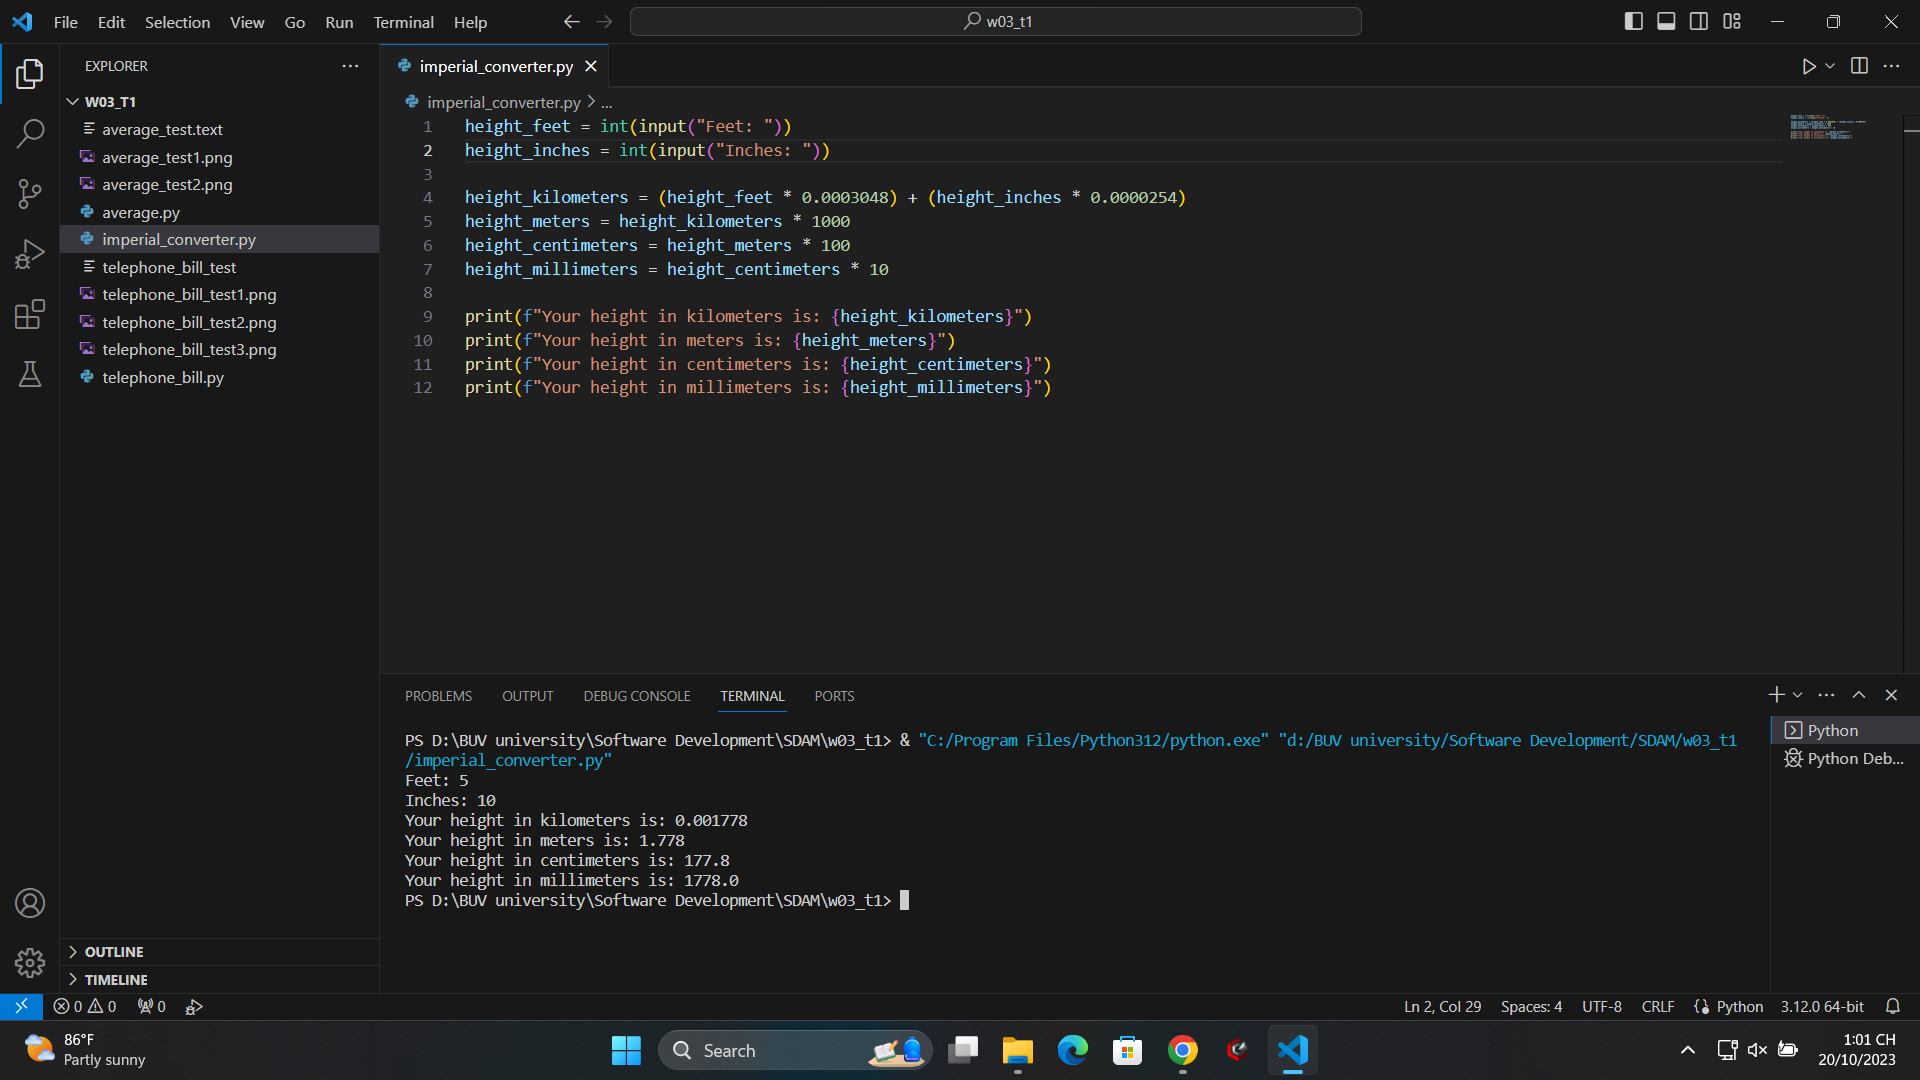 File Edit Selection View Go Run Terminal Help
w03_t1
EXPLORER
W03_T1
average_test.text
average_test1.png
average_test2.png
average.py
imperial_converter.py
telephone_bill_test
telephone_bill_test1.png
telephone_bill_test2.png
telephone_bill_test3.png
telephone_bill.py
OUTLINE
TIMELINE
imperial_converter.py
imperial_converter.py > ...
1 height_feet = int(input("Feet: "))
2 height_inches = int(input("Inches: "))
3
4 height_kilometers = (height_feet * 0.0003048) + (height_inches * 0.0000254)
5 height_meters = height_kilometers * 1000
6 height_centimeters = height_meters * 100
7 height_millimeters = height_centimeters * 10
8
9 print(f"Your height in kilometers is: {height_kilometers}")
10 print(f"Your height in meters is: {height_meters}")
11 print(f"Your height in centimeters is: {height_centimeters}")
12 print(f"Your height in millimeters is: {height_millimeters}")
PROBLEMS OUTPUT DEBUG CONSOLE TERMINAL PORTS
PS D:\BUV university\Software Development\SDAM\w03_t1> & "C:/Program Files/Python312/python.exe" "d:/BUV university/Software Development/SDAM/w03_t1
/imperial_converter.py"
Feet: 5
Inches: 10
Your height in kilometers is: 0.001778
Your height in meters is: 1.778
Your height in centimeters is: 177.8
Your height in millimeters is: 1778.0
PS D:\BUV university\Software Development\SDAM\w03_t1>
Python
Python Deb...
0 0 0
Ln 2, Col 29 Spaces: 4 UTF-8 CRLF Python 3.12.0 64-bit
86°F
Partly sunny
Search
1:01 CH
20/10/2023